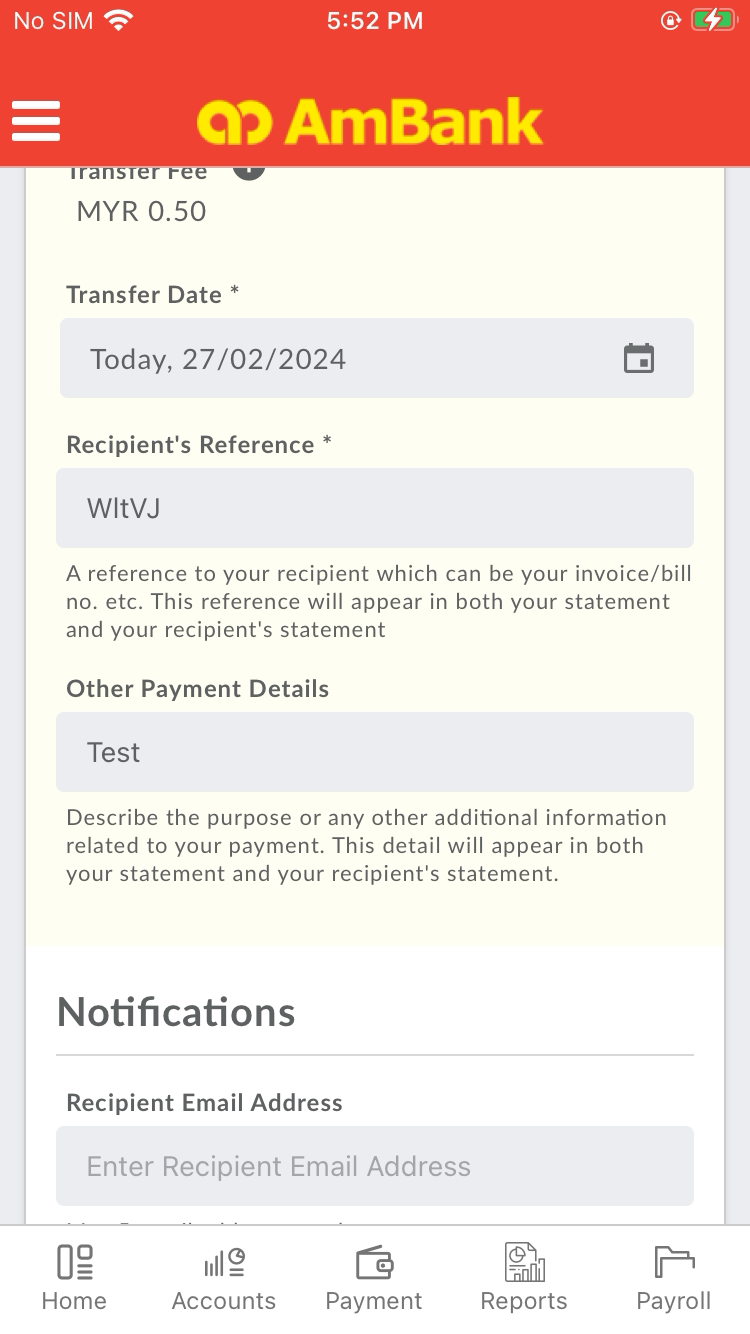 No SIM 5:52 PM
AmBank
Transfer Fee
MYR 0.50
Transfer Date *
Today, 27/02/2024
Recipient's Reference *
WltVJ
A reference to your recipient which can be your invoice/bill
no. etc. This reference will appear in both your statement
and your recipient's statement
Other Payment Details
Test
Describe the purpose or any other additional information
related to your payment. This detail will appear in both
your statement and your recipient's statement.
Notifications
Recipient Email Address
Enter Recipient Email Address
Home Accounts Payment Reports Payroll